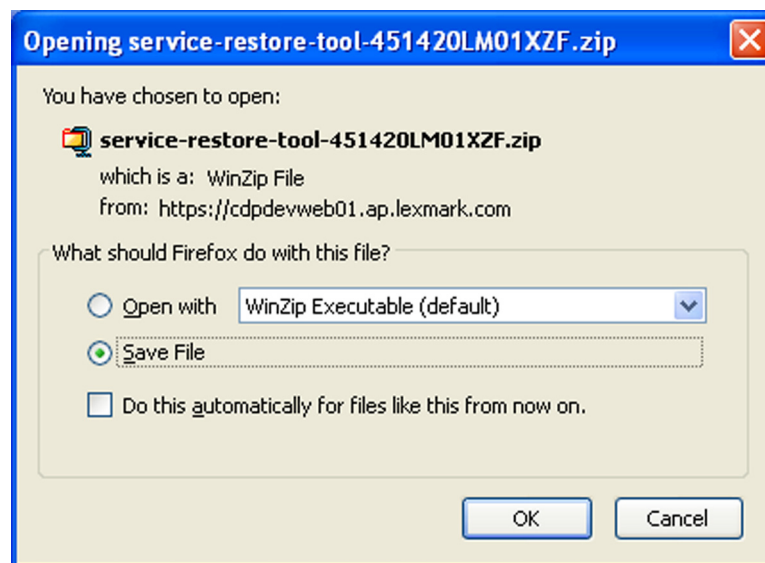 Opening service-restore-tool-451420LM01XZF.zip
You have chosen to open:
service-restore-tool-451420LM01XZF.zip
which is a: WinZip File
from: https://cdpdevweb01.ap.lexmark.com
What should Firefox do with this file?
Open with WinZip Executable (default)
Save File
Do this automatically for files like this from now on.
OK Cancel